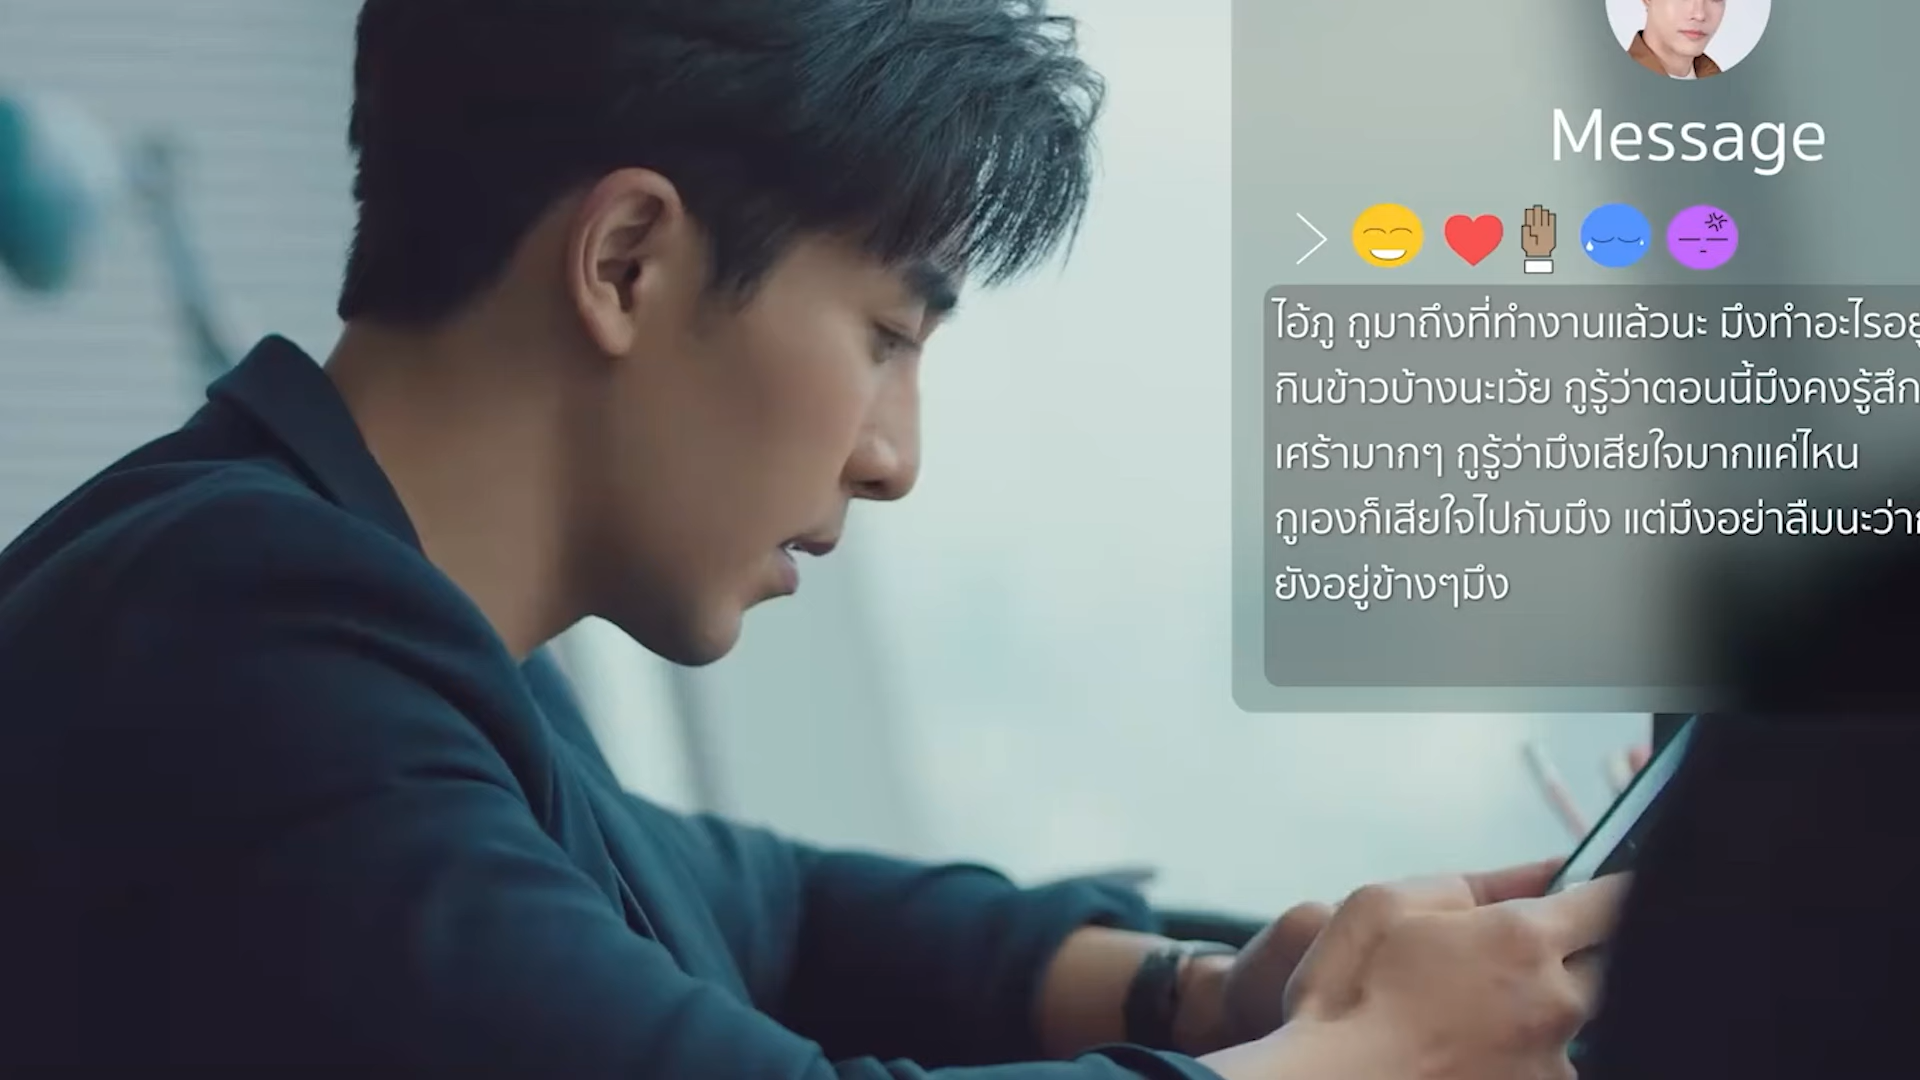 Message
ไอ้ภู กูมาถึงที่ทำงานแล้วนะ มึงทำอะไรอยู่
กินข้าวบ้างนะเว้ย กูรู้ว่าตอนนี้มึงคงรู้สึก
เศร้ามากๆ กูรู้ว่ามึงเสียใจมากแค่ไหน
กูเองก็เสียใจไปกับมึง แต่มึงอย่าลืมนะว่า
ยังอยู่ข้างๆมึง